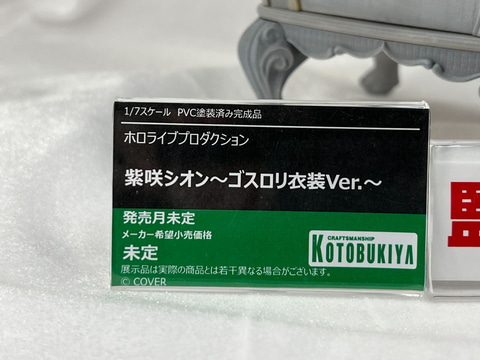 1/7スケール PVC塗装済み完成品
ホロライブプロダクション
紫咲シオン～ゴスロリ衣装Ver.～
発売月未定
メーカー希望小売価格
未定
CRAFTSMANSHIP
KOTOBUKIYA
展示品は実際の商品とは若干異なる場合がございます。
© COVER